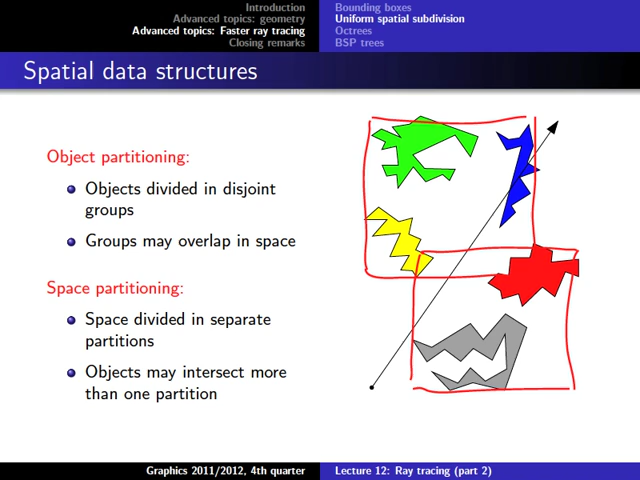 Introduction
Advanced topics: geometry
Advanced topics: Faster ray tracing
Closing remarks
Bounding boxes
Uniform spatial subdivision
Octrees
BSP trees
Spatial data structures
Object partitioning:
Objects divided in disjoint
groups
Groups may overlap in space
Space partitioning:
Space divided in separate
partitions
Objects may intersect more
than one partition
Graphics 2011/2012, 4th quarter
Lecture 12: Ray tracing (part 2)